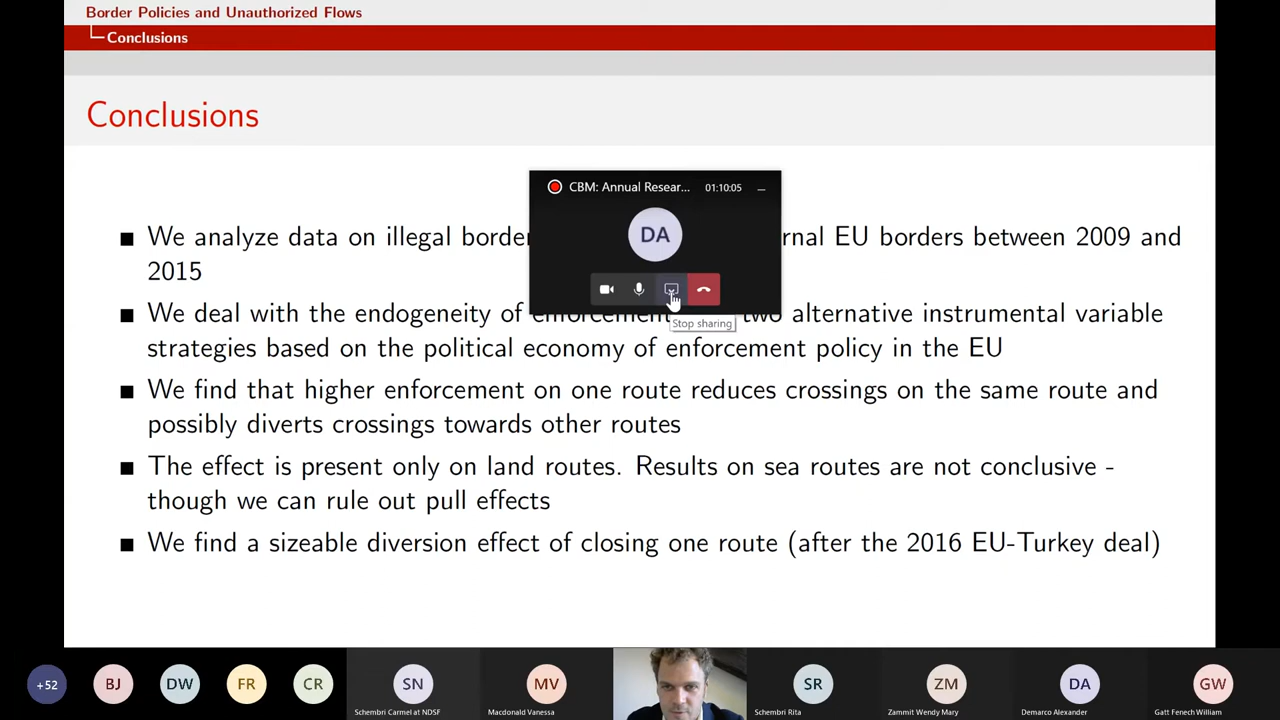 Border Policies and Unauthorized Flows
Conclusions
Conclusions
CBM: Annual Resear...
01:10:05
DA
Stop sharing
We analyze data on illegal border
rnal EU borders between 2009 and
2015
We deal with the endogeneity of enforcement
two alternative instrumental variable
strategies based on the political economy of enforcement policy in the EU
We find that higher enforcement on one route reduces crossings on the same route and
possibly diverts crossings towards other routes
The effect is present only on land routes. Results on sea routes are not conclusive -
though we can rule out pull effects
We find a sizeable diversion effect of closing one route (after the 2016 EU-Turkey deal)
+52
BJ
DW
FR
CR
SN
Schembri Carmel at NDSF
MV
Macdonald Vanessa
SR
Schembri Rita
ZM
Zammit Wendy Mary
DA
Demarco Alexander
GW
Gatt Fenech William